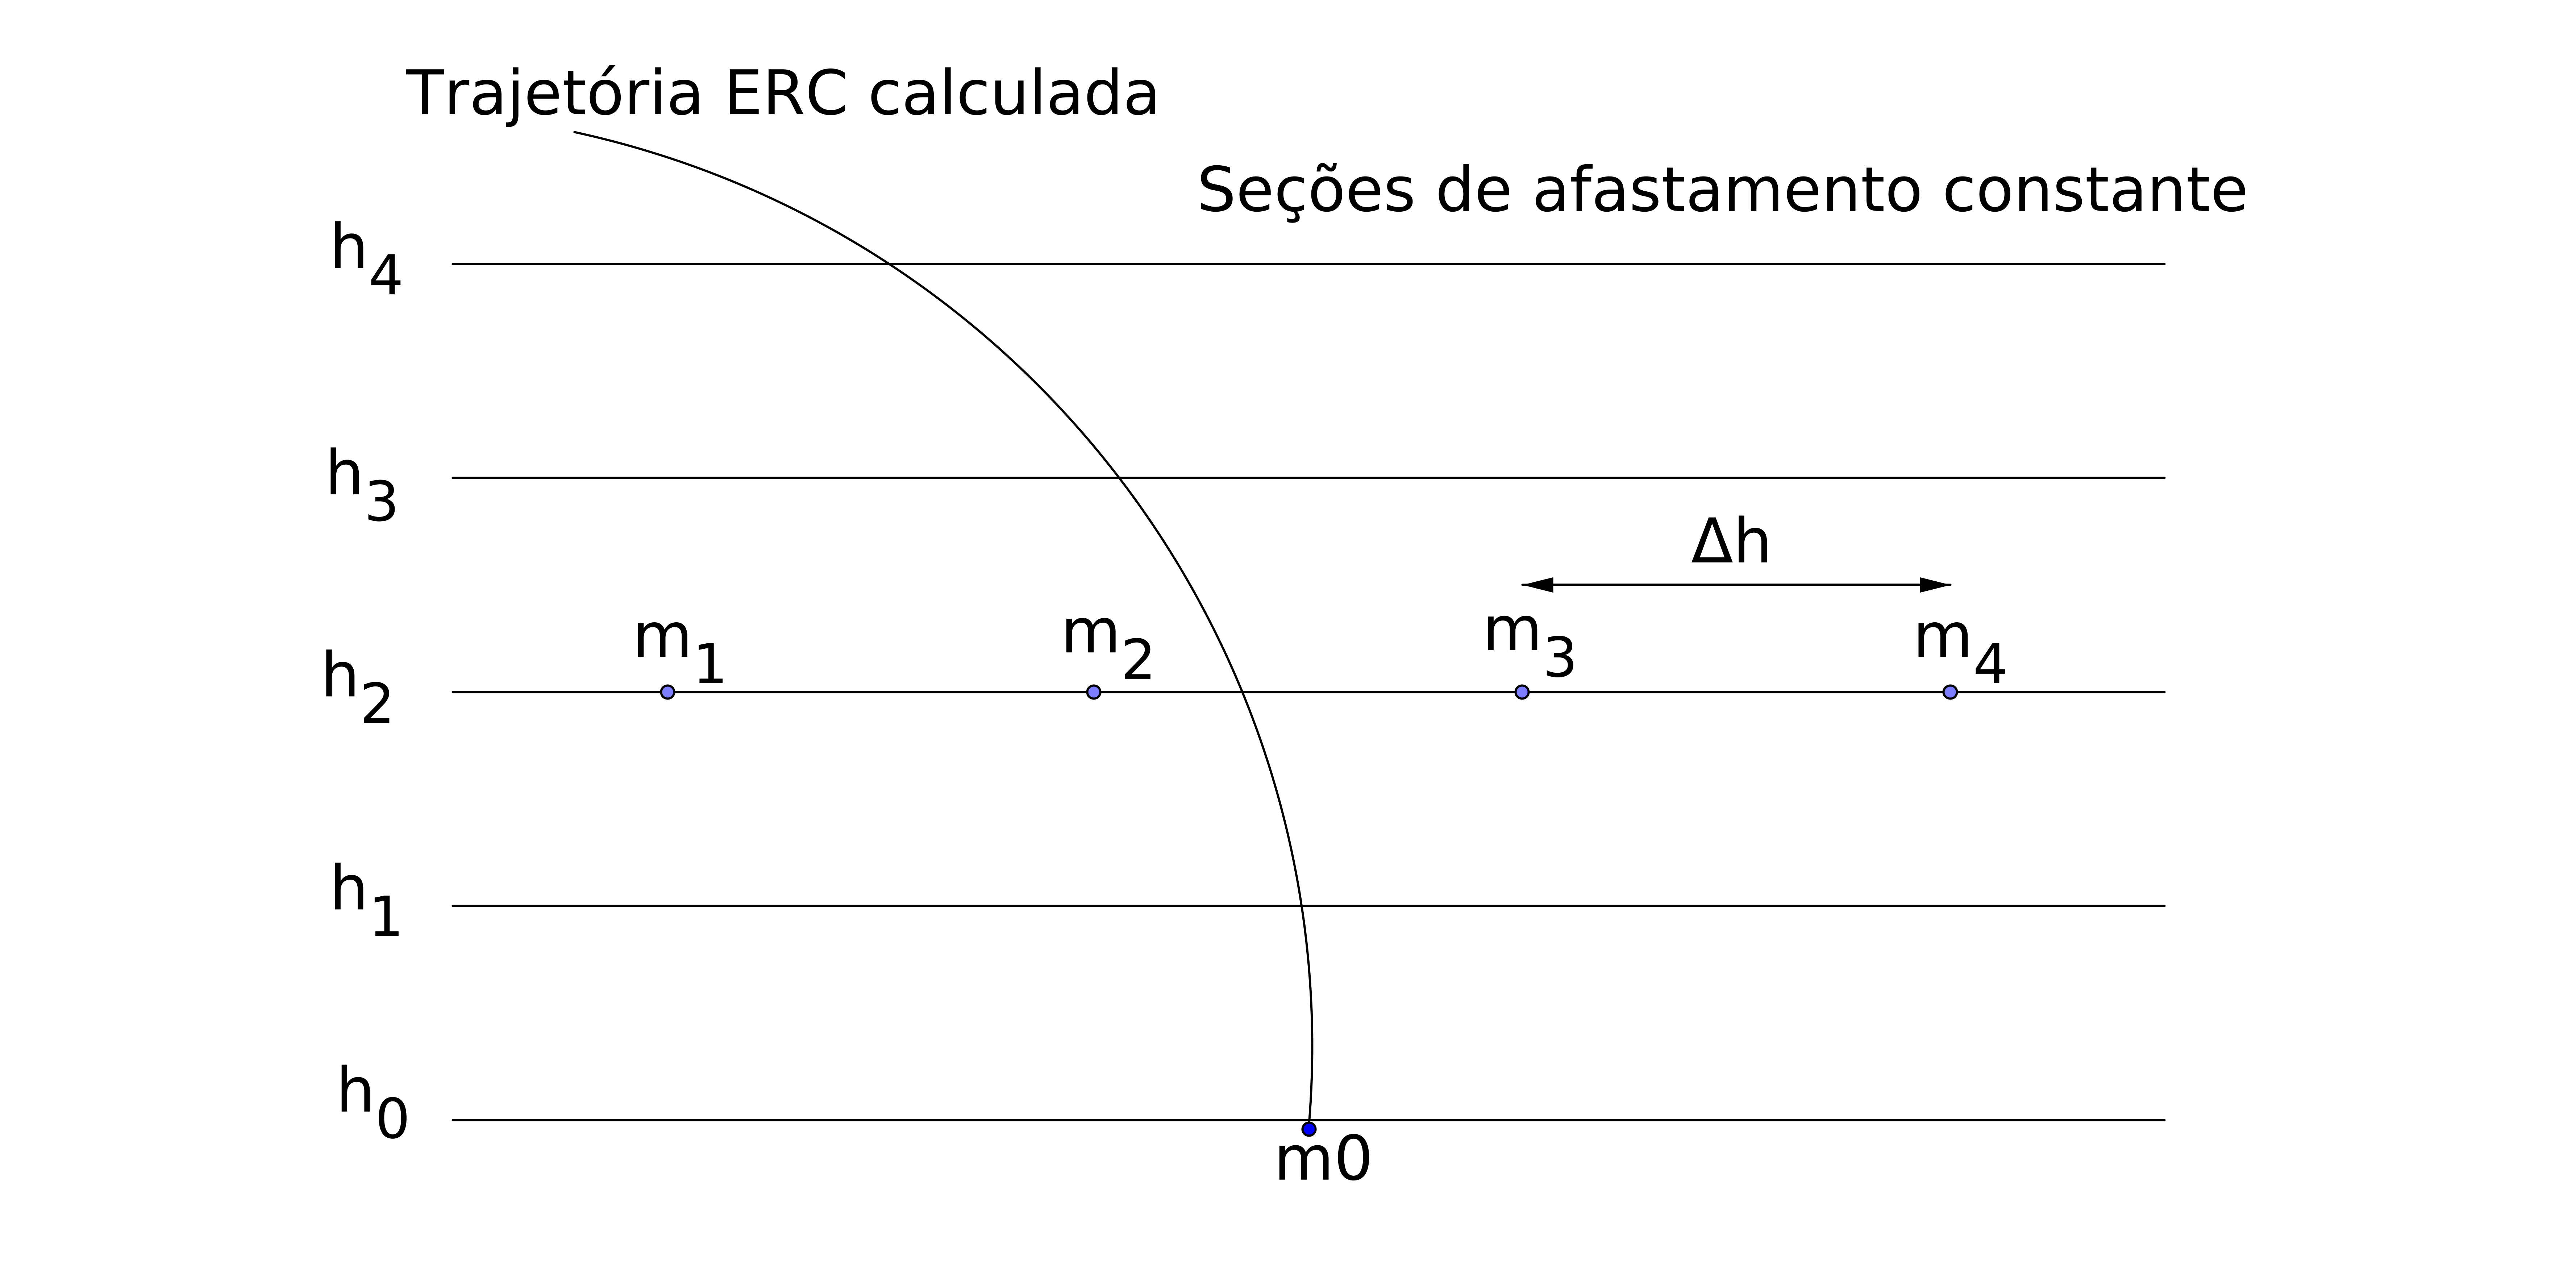 Trajetória ERC calculada
Seções de afastamento constante
h4
h3
Δh
m1 m2 m3 m4
h2
h1
h0
m0